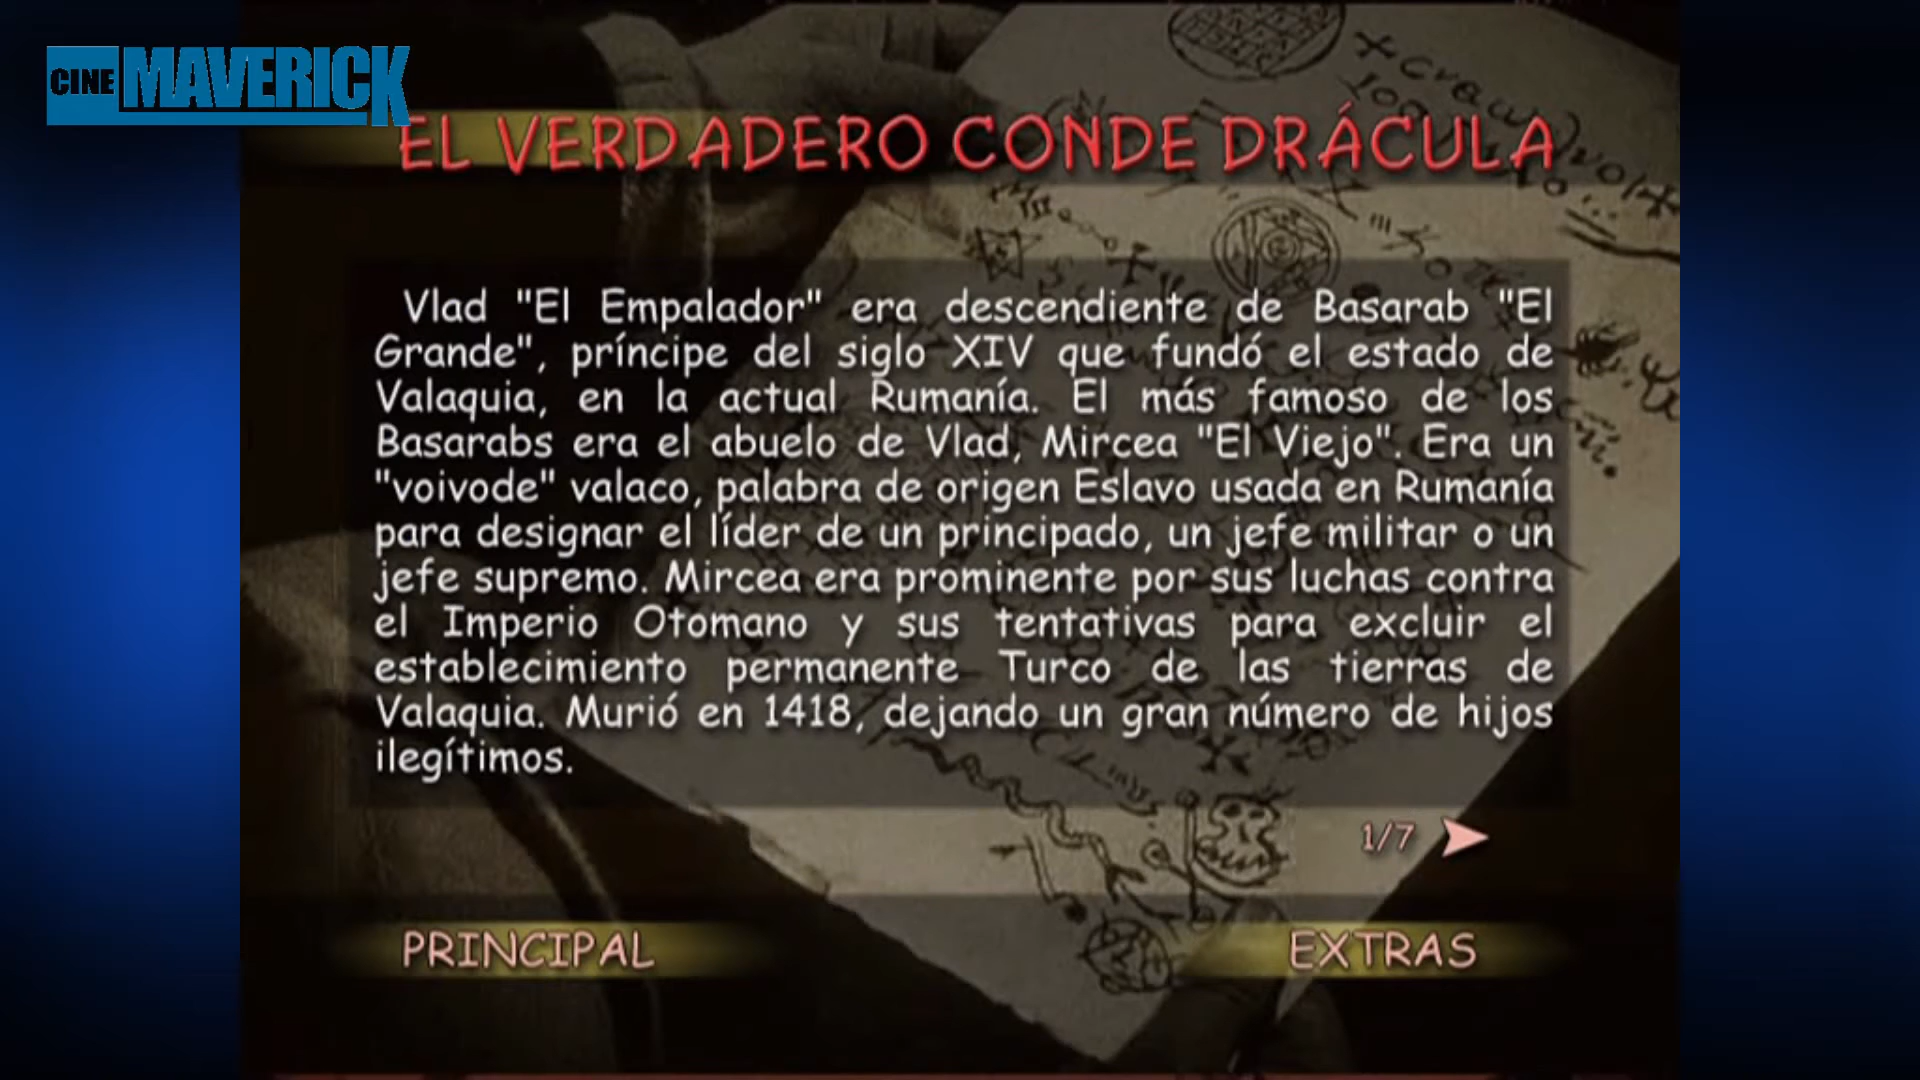 CINE MAVERICK
EL VERDADERO CONDE DRÁCULA
Vlad "El Empalador" era descendiente de Basarab "El
Grande", príncipe del siglo XIV que fundó el estado de
Valaquia, en la actual Rumanía. El más famoso de los
Basarabs era el abuelo de Vlad, Mircea "El Viejo". Era un
"voivode" valaco, palabra de origen Eslavo usada en Rumanía
para designar el líder de un principado, un jefe militar o un
jefe supremo. Mircea era prominente por sus luchas contra
el Imperio Otomano y sus tentativas para excluir el
establecimiento permanente Turco de las tierras de
Valaquia. Murió en 1418, dejando un gran número de hijos
ilegítimos.
1/7
PRINCIPAL
EXTRAS